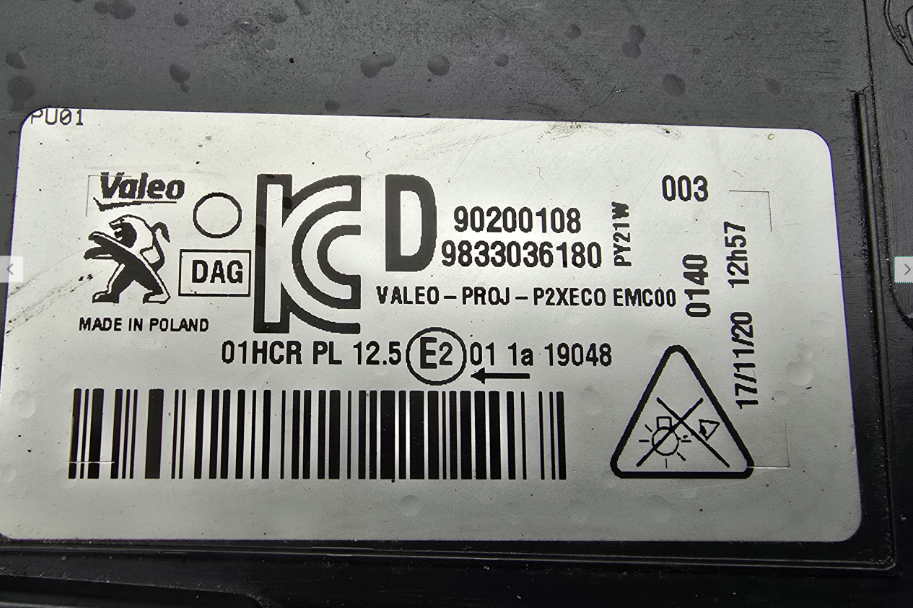 PU01
Valeo
DAG
MADE IN POLAND
KC
D
90200108
9833036180
PY21W
003
VALEO-PROJ-P2XECO EMC00
0140
17/11/20 12h57
01HCR PL 12.5 E2 01 1a 19048